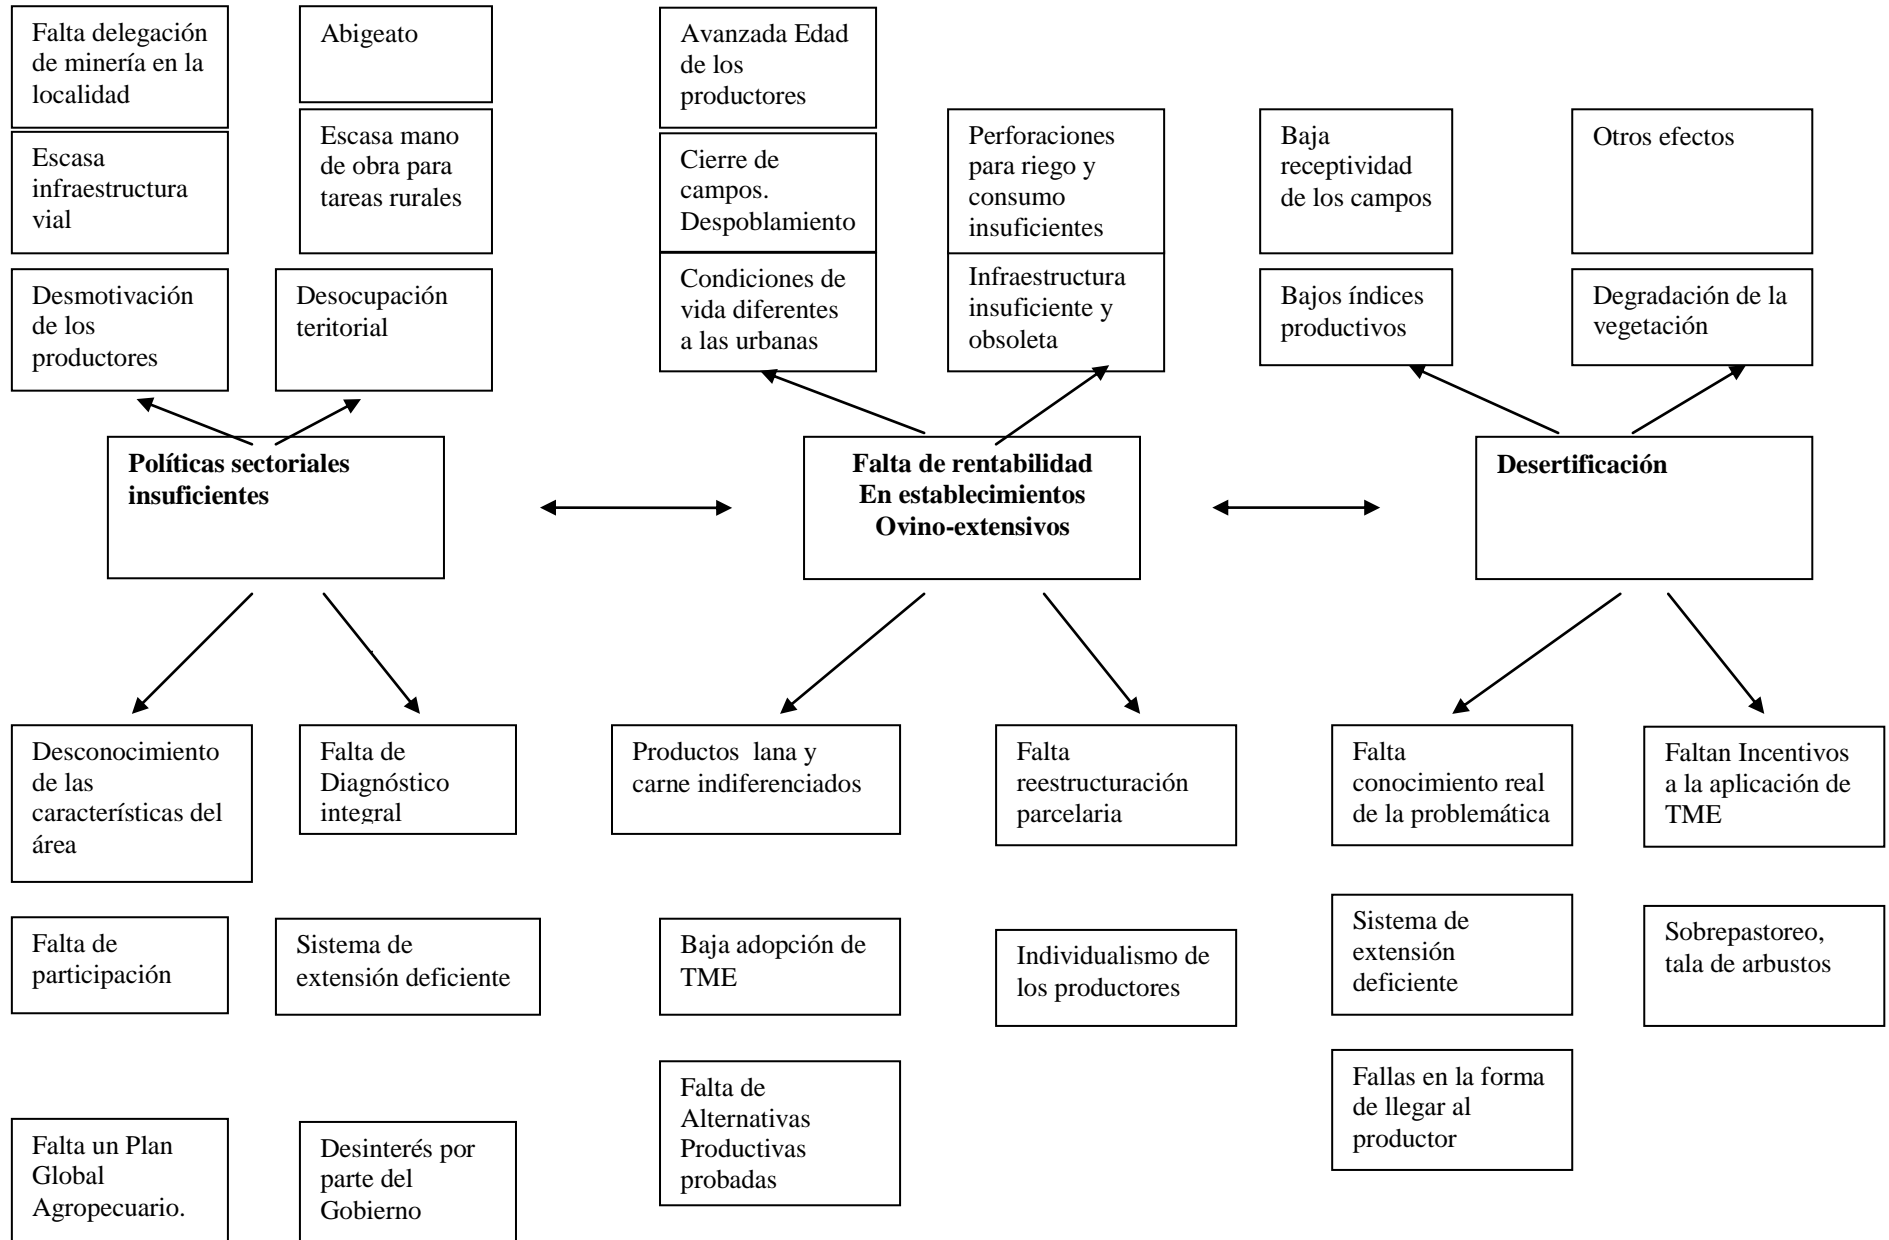 Falta delegación
de minería en la
localidad
Abigeato
Avanzada Edad
de los
productores
Escasa
infraestructura
vial
Escasa mano
de obra para
tareas rurales
Cierre de
campos.
Despoblamiento
Perforaciones
para riego y
consumo
insuficientes
Baja
receptividad
de los campos
Otros efectos
Desmotivación
de los
productores
Desocupación
teritorial
Condiciones de
vida diferentes
a las urbanas
Infraestructura
insuficiente y
obsoleta
Bajos índices
productivos
Degradación de la
vegetación
Políticas sectoriales
insuficientes
Falta de rentabilidad
En establecimientos
Ovino-extensivos
Desertificación
Desconocimiento
de las
características del
área
Falta de
Diagnóstico
integral
Productos lana y
carne indiferenciados
Falta
reestructuración
parcelaria
Falta
conocimiento real
de la problemática
Faltan Incentivos
a la aplicación de
TME
Falta de
participación
Sistema de
extensión deficiente
Baja adopción de
TME
Individualismo de
los productores
Sistema de
extensión
deficiente
Sobrepastoreo,
tala de arbustos
Falta un Plan
Global
Agropecuario.
Desinterés por
parte del
Gobierno
Falta de
Alternativas
Productivas
probadas
Fallas en la forma
de llegar al
productor